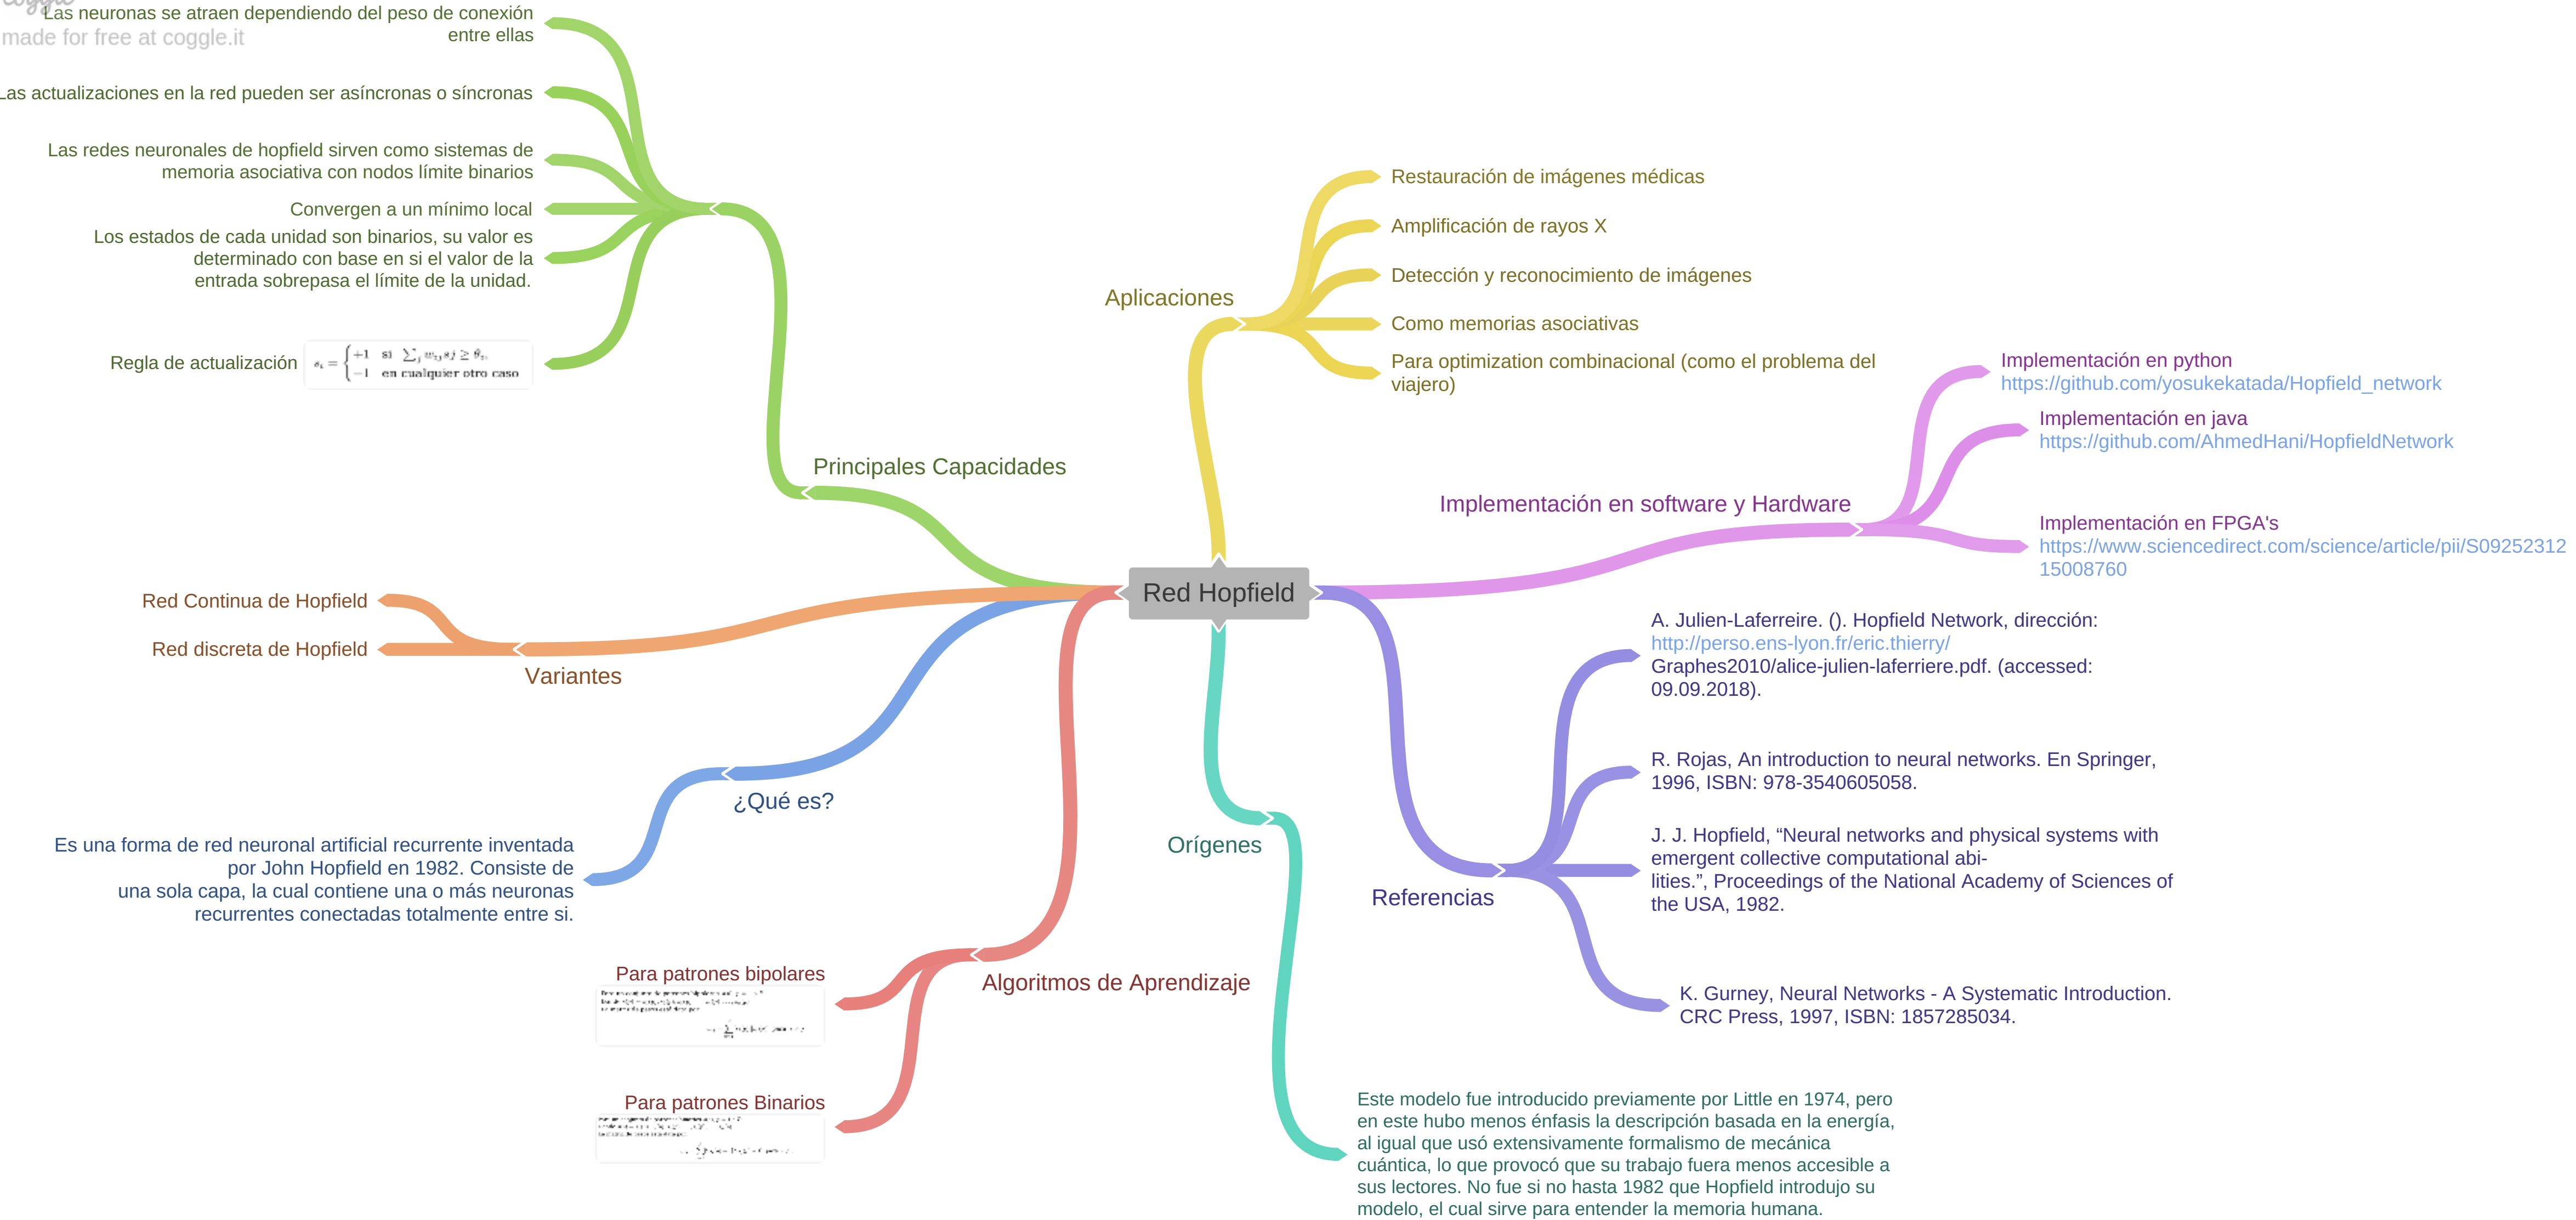 coggle
made for free at coggle.it
Las neuronas se atraen dependiendo del peso de conexión
entre ellas
Las actualizaciones en la red pueden ser asíncronas o síncronas
Las redes neuronales de hopfield sirven como sistemas de
memoria asociativa con nodos límite binarios
Convergen a un mínimo local
Los estados de cada unidad son binarios, su valor es
determinado con base en si el valor de la
entrada sobrepasa el límite de la unidad.
Regla de actualización
+1 si ∑j wij sj ≥ θi,
si =
−1 en cualquier otro caso
Principales Capacidades
Red Continua de Hopfield
Red discreta de Hopfield
Variantes
¿Qué es?
Es una forma de red neuronal artificial recurrente inventada
por John Hopfield en 1982. Consiste de
una sola capa, la cual contiene una o más neuronas
recurrentes conectadas totalmente entre si.
Para patrones bipolares
Para patrones Binarios
Algoritmos de Aprendizaje
Red Hopfield
Aplicaciones
Restauración de imágenes médicas
Amplificación de rayos X
Detección y reconocimiento de imágenes
Como memorias asociativas
Para optimization combinacional (como el problema del
viajero)
Implementación en software y Hardware
Implementación en python
https://github.com/yosukekatada/Hopfield_network
Implementación en java
https://github.com/AhmedHani/HopfieldNetwork
Implementación en FPGA's
https://www.sciencedirect.com/science/article/pii/S09252312
15008760
Referencias
A. Julien-Laferreire. (). Hopfield Network, dirección:
http://perso.ens-lyon.fr/eric.thierry/
Graphes2010/alice-julien-laferriere.pdf. (accessed:
09.09.2018).
R. Rojas, An introduction to neural networks. En Springer,
1996, ISBN: 978-3540605058.
J. J. Hopfield, “Neural networks and physical systems with
emergent collective computational abi-
lities.”, Proceedings of the National Academy of Sciences of
the USA, 1982.
K. Gurney, Neural Networks - A Systematic Introduction.
CRC Press, 1997, ISBN: 1857285034.
Orígenes
Este modelo fue introducido previamente por Little en 1974, pero
en este hubo menos énfasis la descripción basada en la energía,
al igual que usó extensivamente formalismo de mecánica
cuántica, lo que provocó que su trabajo fuera menos accesible a
sus lectores. No fue si no hasta 1982 que Hopfield introdujo su
modelo, el cual sirve para entender la memoria humana.